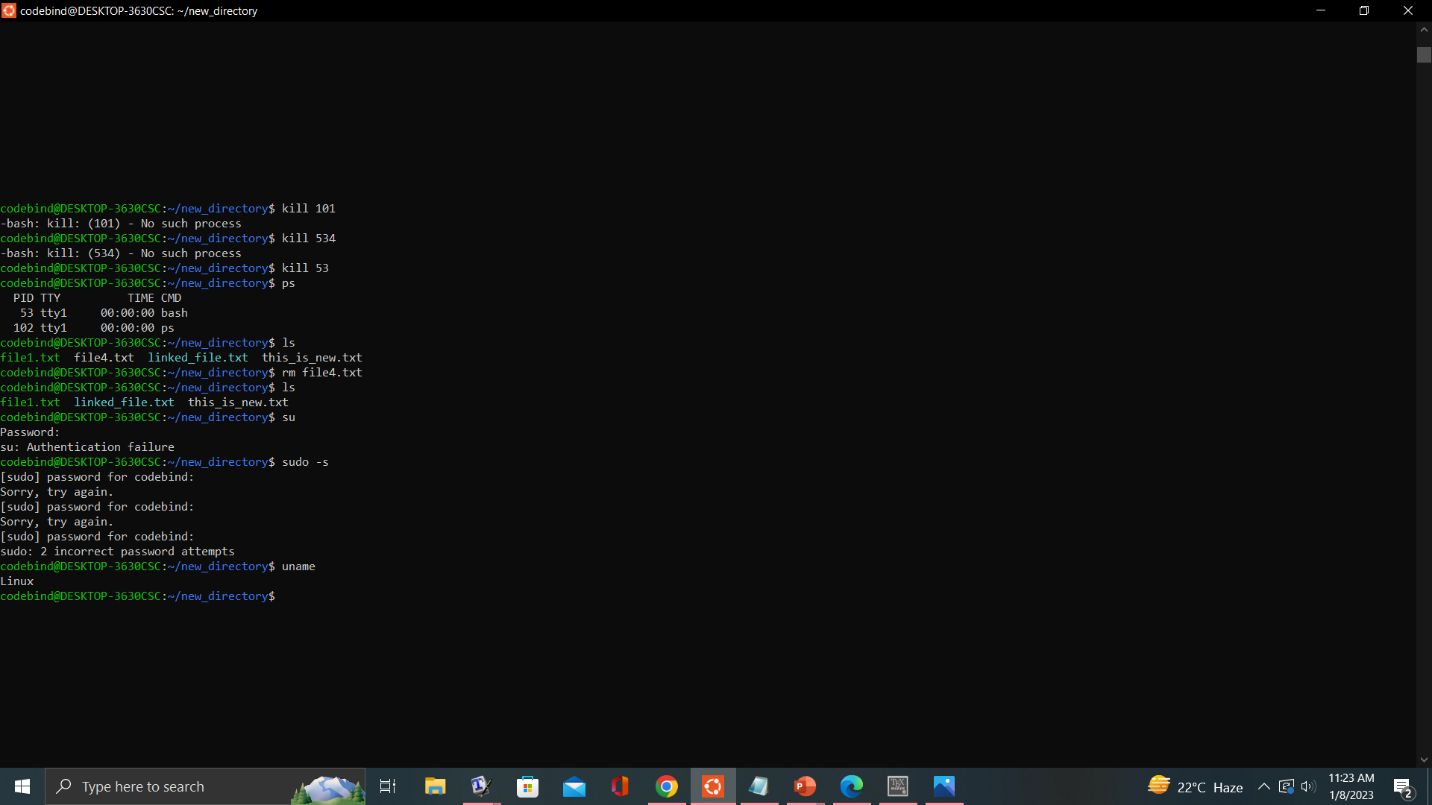 codebind@DESKTOP-3630CSC: ~/new_directory
codebind@DESKTOP-3630CSC:~/new_directory$ kill 101
-bash: kill: (101) - No such process
codebind@DESKTOP-3630CSC:~/new_directory$ kill 534
-bash: kill: (534) - No such process
codebind@DESKTOP-3630CSC:~/new_directory$ kill 53
codebind@DESKTOP-3630CSC:~/new_directory$ ps
  PID TTY          TIME CMD
   53 tty1     00:00:00 bash
  102 tty1     00:00:00 ps
codebind@DESKTOP-3630CSC:~/new_directory$ ls
file1.txt  file4.txt  linked_file.txt  this_is_new.txt
codebind@DESKTOP-3630CSC:~/new_directory$ rm file4.txt
codebind@DESKTOP-3630CSC:~/new_directory$ ls
file1.txt  linked_file.txt  this_is_new.txt
codebind@DESKTOP-3630CSC:~/new_directory$ su
Password:
su: Authentication failure
codebind@DESKTOP-3630CSC:~/new_directory$ sudo -s
[sudo] password for codebind:
Sorry, try again.
[sudo] password for codebind:
Sorry, try again.
[sudo] password for codebind:
sudo: 2 incorrect password attempts
codebind@DESKTOP-3630CSC:~/new_directory$ uname
Linux
codebind@DESKTOP-3630CSC:~/new_directory$
Type here to search
22°C Haze
11:23 AM
1/8/2023
2